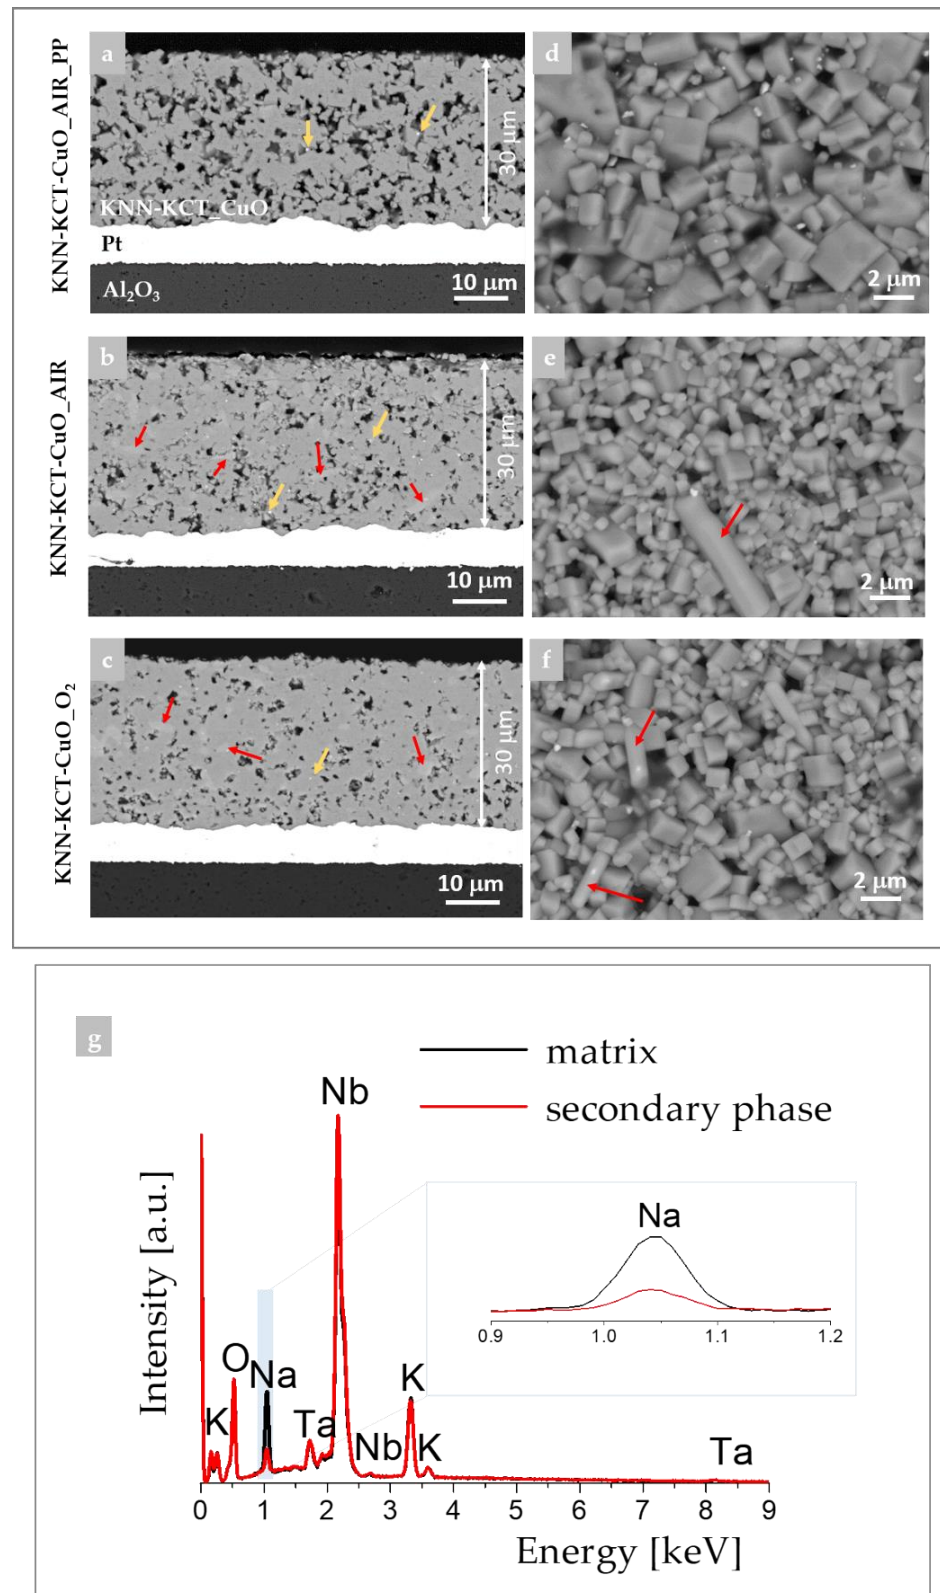 KNN-KCT-CuO_AIR_PP
a
30 µm
KNN-KCT_CuO
Pt
Al₂O₃
10 µm
d
2 µm
KNN-KCT-CuO_AIR
b
30 µm
10 µm
e
2 µm
KNN-KCT-CuO_O₂
c
30 µm
10 µm
f
2 µm
g
matrix
secondary phase
Intensity [a.u.]
Nb
Na
0.9 1.0 1.1 1.2
O Na K
K Ta Nb K Ta
0 1 2 3 4 5 6 7 8 9
Energy [keV]